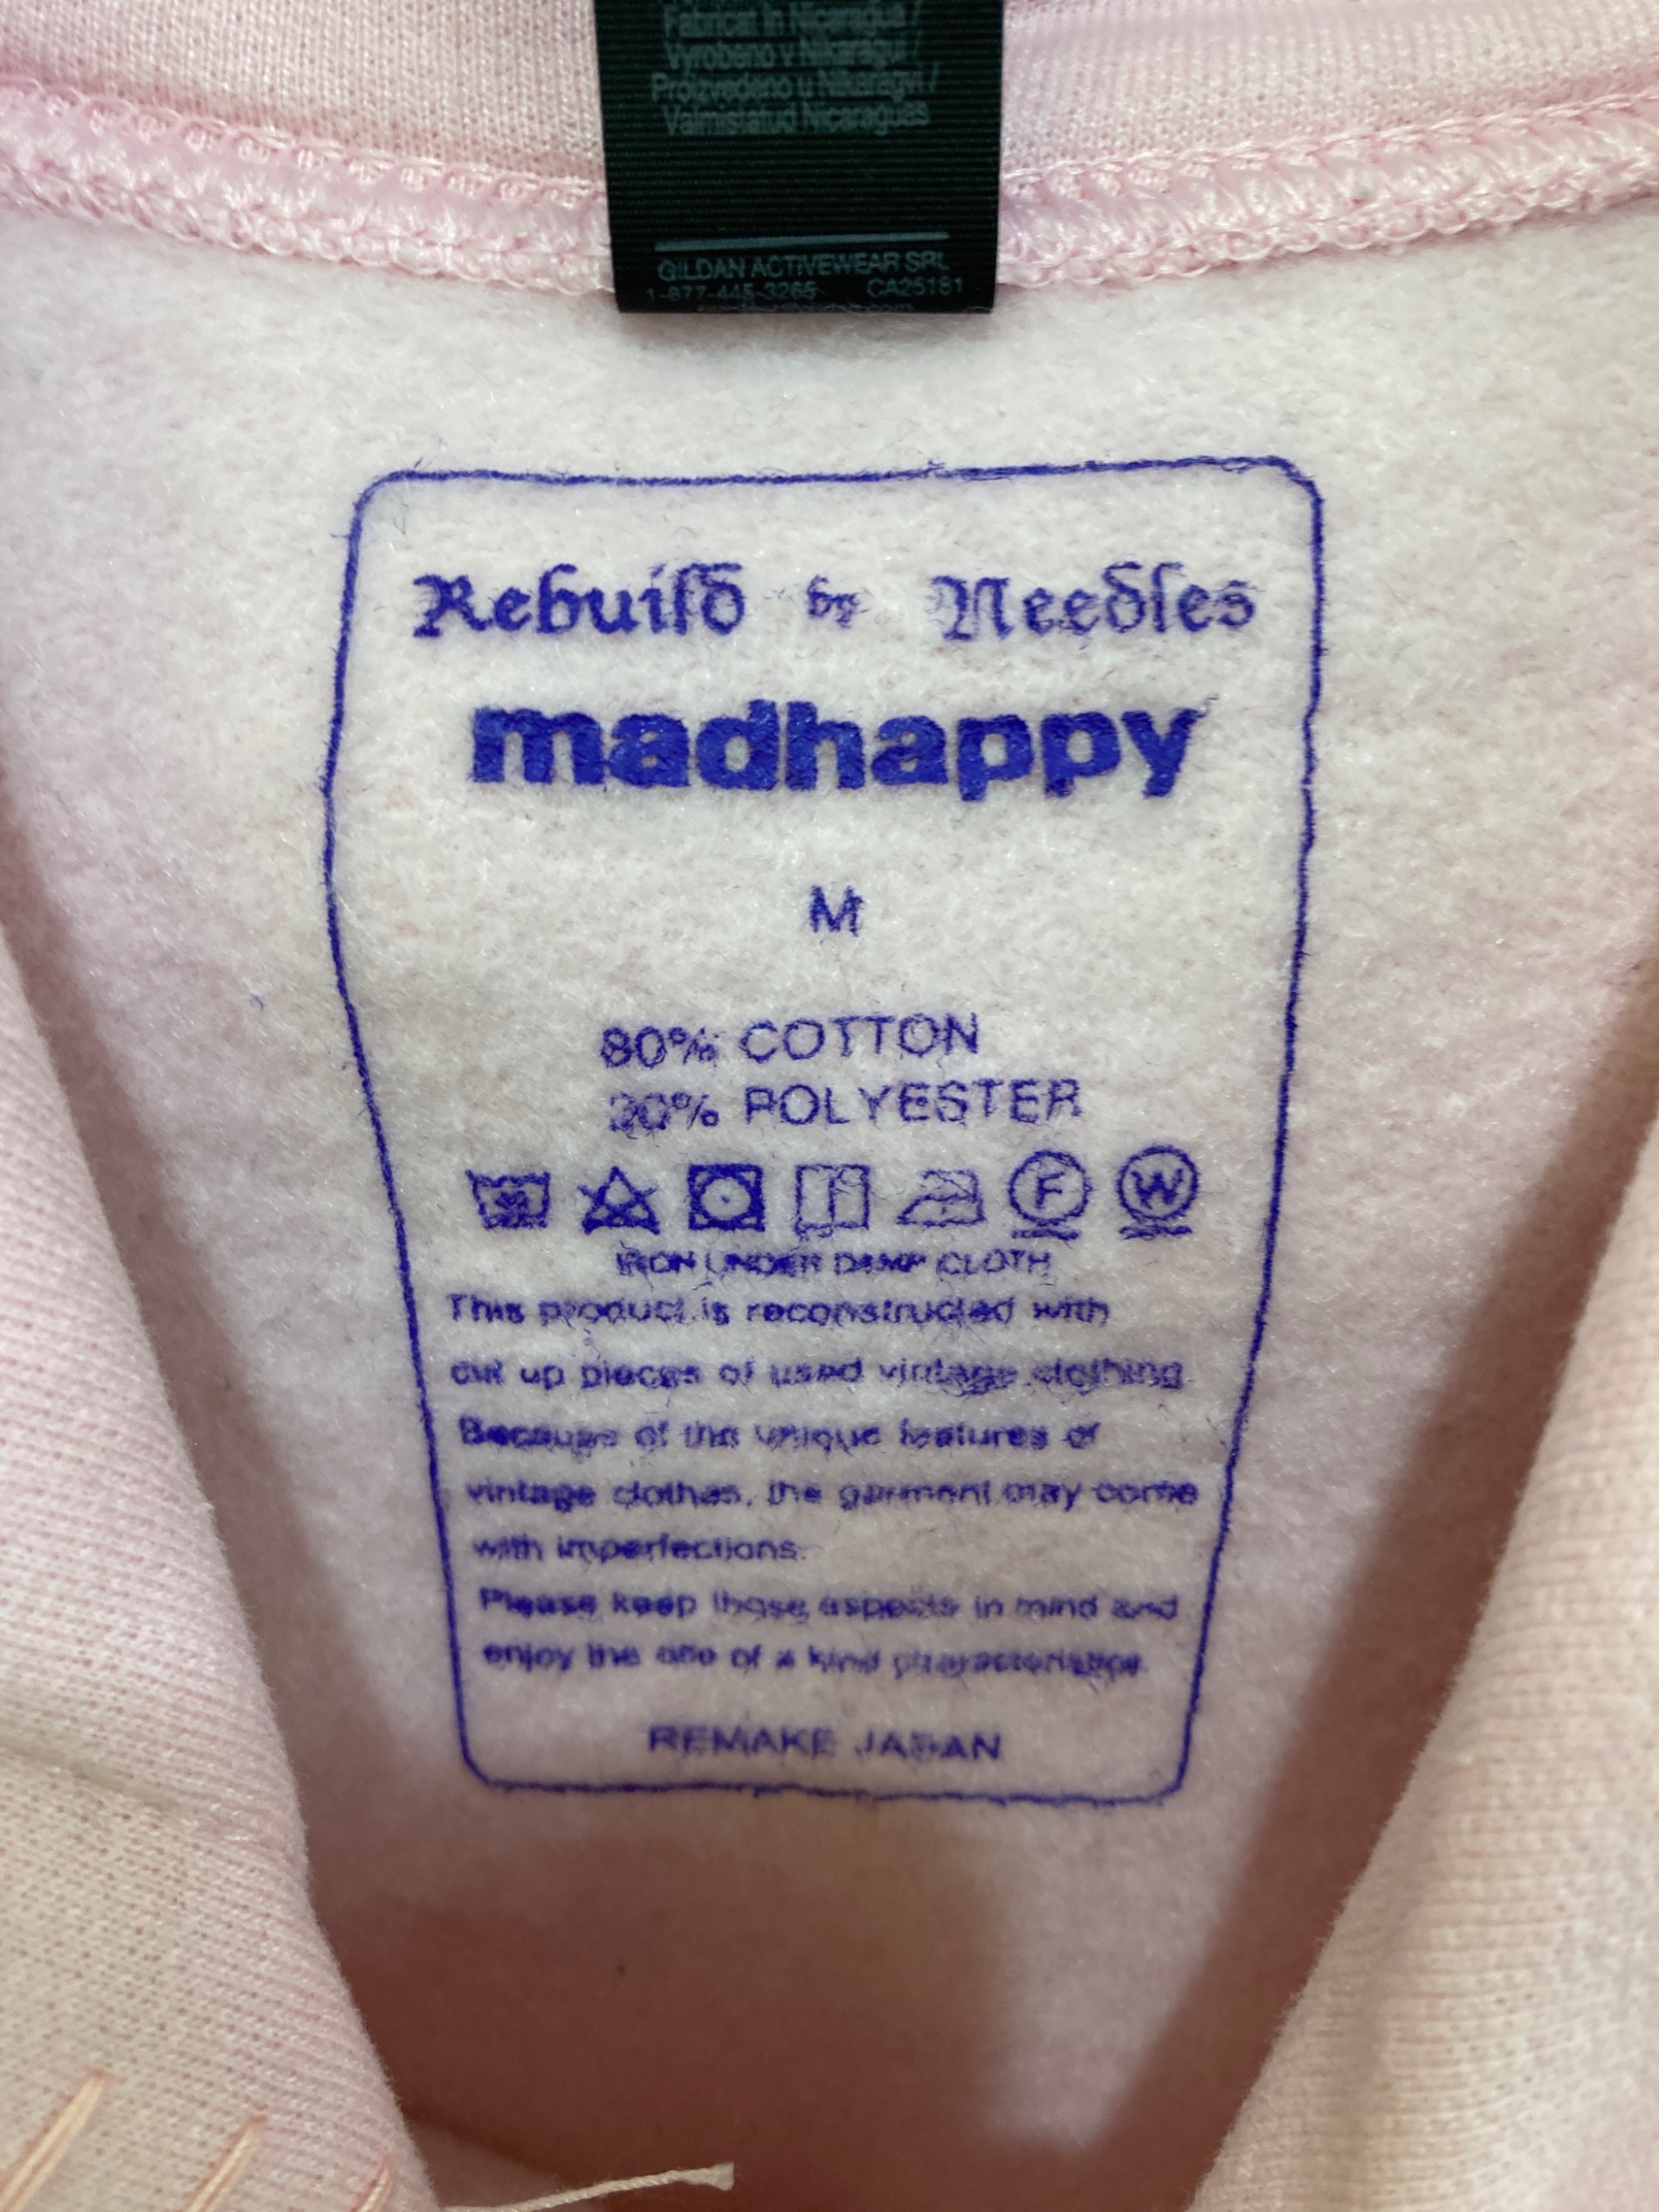 Fabricat în Nicaragua /
Vyrobeno v Nikaragui /
Proizvedeno u Nikaragvi /
Valmistatud Nicaraguas
GILDAN ACTIVEWEAR SRL
1-877-445-3265 CA25181
Rebuild by Needles
madhappy
M
80% COTTON
20% POLYESTER
F W
IRON UNDER DAMP CLOTH
This product is reconstructed with
cut up pieces of used vintage clothing
Because of the unique features of
vintage clothes, the garment may come
with imperfections.
Please keep these aspects in mind and
enjoy the one of a kind characteristics.
REMAKE JAPAN